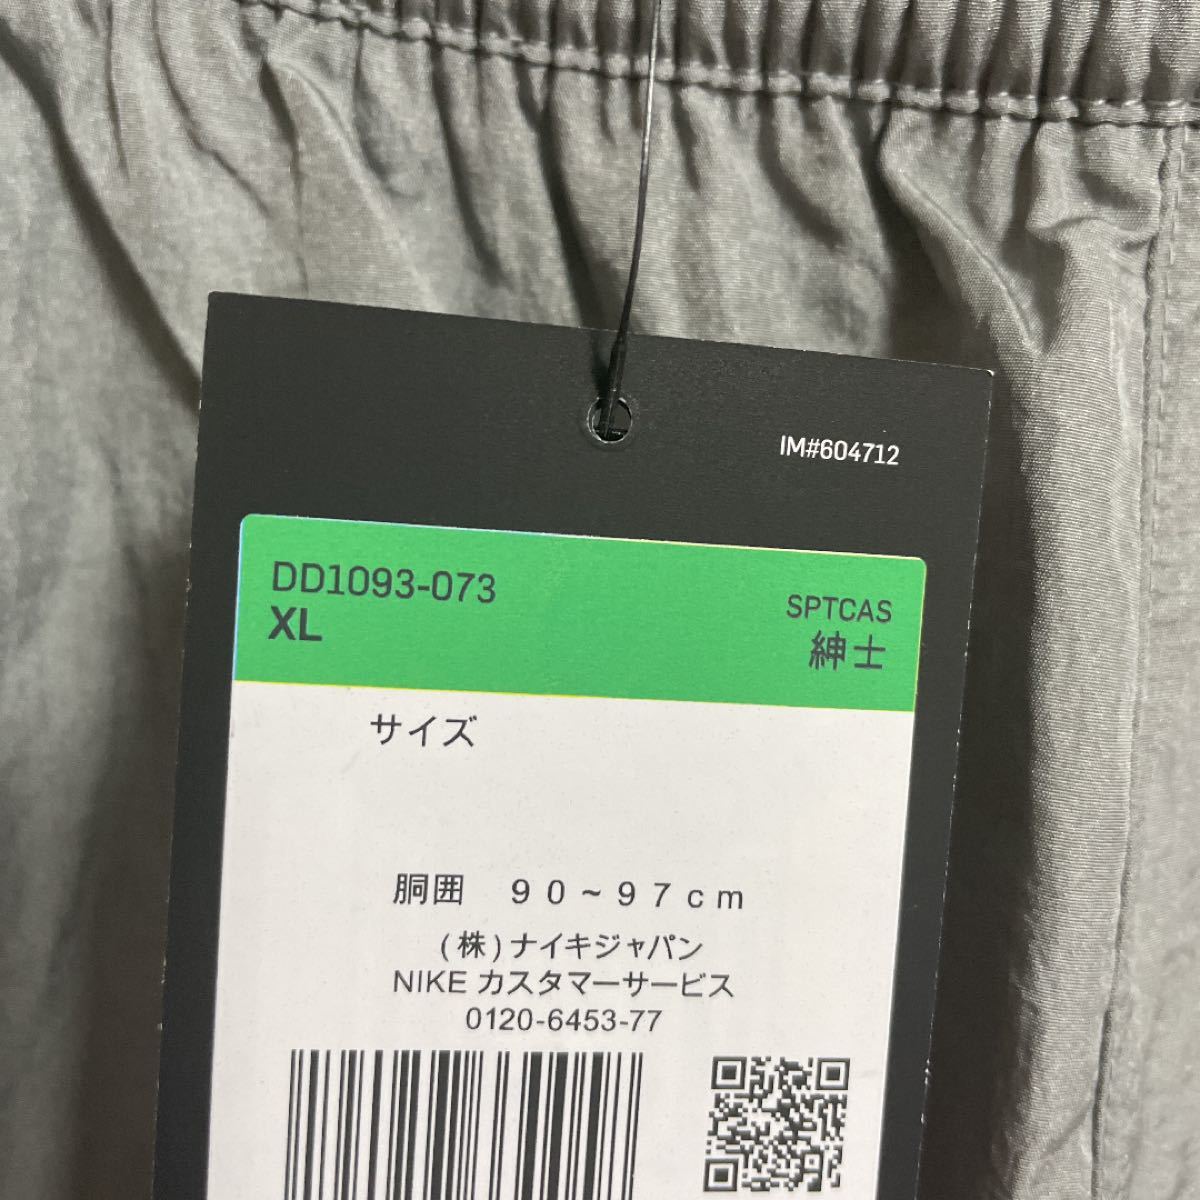 IM#604712
DD1093-073
XL
SPTCAS
紳士
サイズ
胴囲 90~97cm
(株)ナイキジャパン
NIKE カスタマーサービス
0120-6453-77